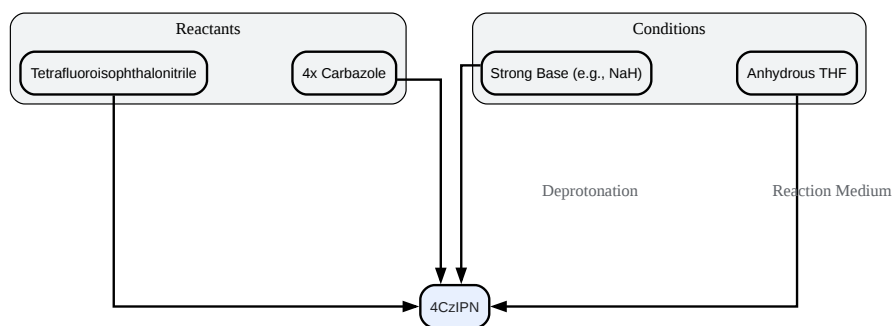 Reactants
Conditions
Tetrafluoroisophthalonitrile
4x Carbazole
Strong Base (e.g., NaH)
Anhydrous THF
Deprotonation
Reaction Medium
4CzIPN